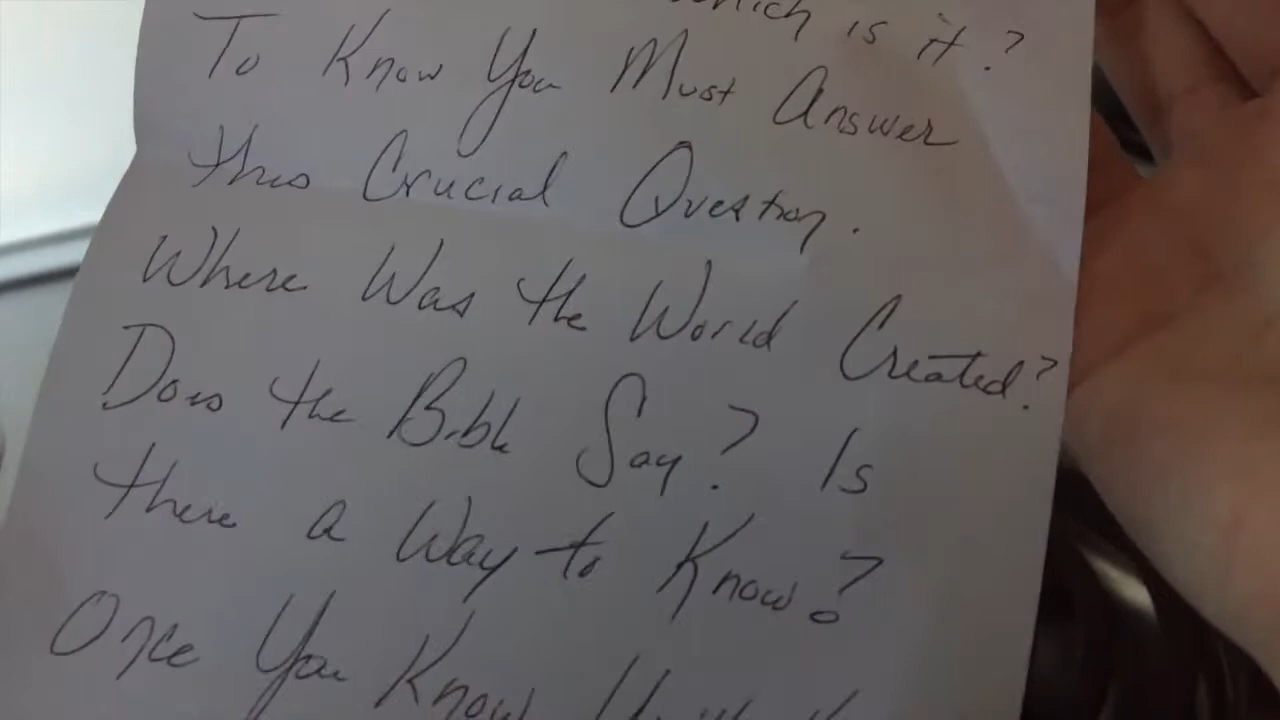 which is it?
To Know You Must Answer
this Crucial Question.
Where Was the World Created?
Does the Bible Say? Is
there a Way to Know?
Once You Know